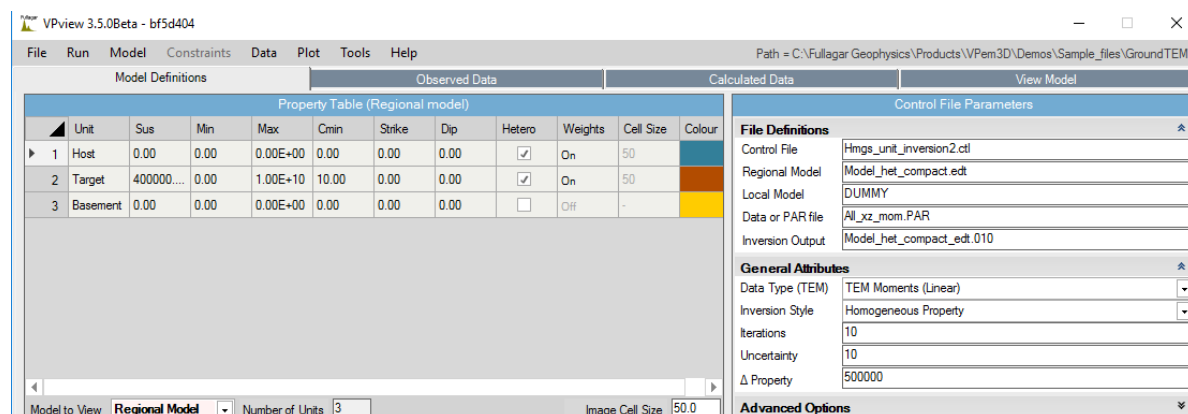 VPview 3.5.0Beta - bf5d404
File Run Model Constraints Data Plot Tools Help Path = C:\Fullagar Geophysics\Products\VPem3D\Demos\Sample_files\GroundTEM
Model Definitions Observed Data Calculated Data View Model
Property Table (Regional model)
Unit Sus Min Max Cmin Strike Dip Hetero Weights Cell Size Colour
1 Host 0.00 0.00 0.00E+00 0.00 0.00 0.00 On 50
2 Target 400000.... 0.00 1.00E+10 10.00 0.00 0.00 On 50
3 Basement 0.00 0.00 0.00E+00 0.00 0.00 0.00 Off -
Model to View Regional Model Number of Units 3 Image Cell Size 50.0
Control File Parameters
File Definitions
Control File Hmgs_unit_inversion2.ctl
Regional Model Model_het_compact.edt
Local Model DUMMY
Data or PAR file All_xz_mom.PAR
Inversion Output Model_het_compact_edt.010
General Attributes
Data Type (TEM) TEM Moments (Linear)
Inversion Style Homogeneous Property
Iterations 10
Uncertainty 10
Δ Property 500000
Advanced Options